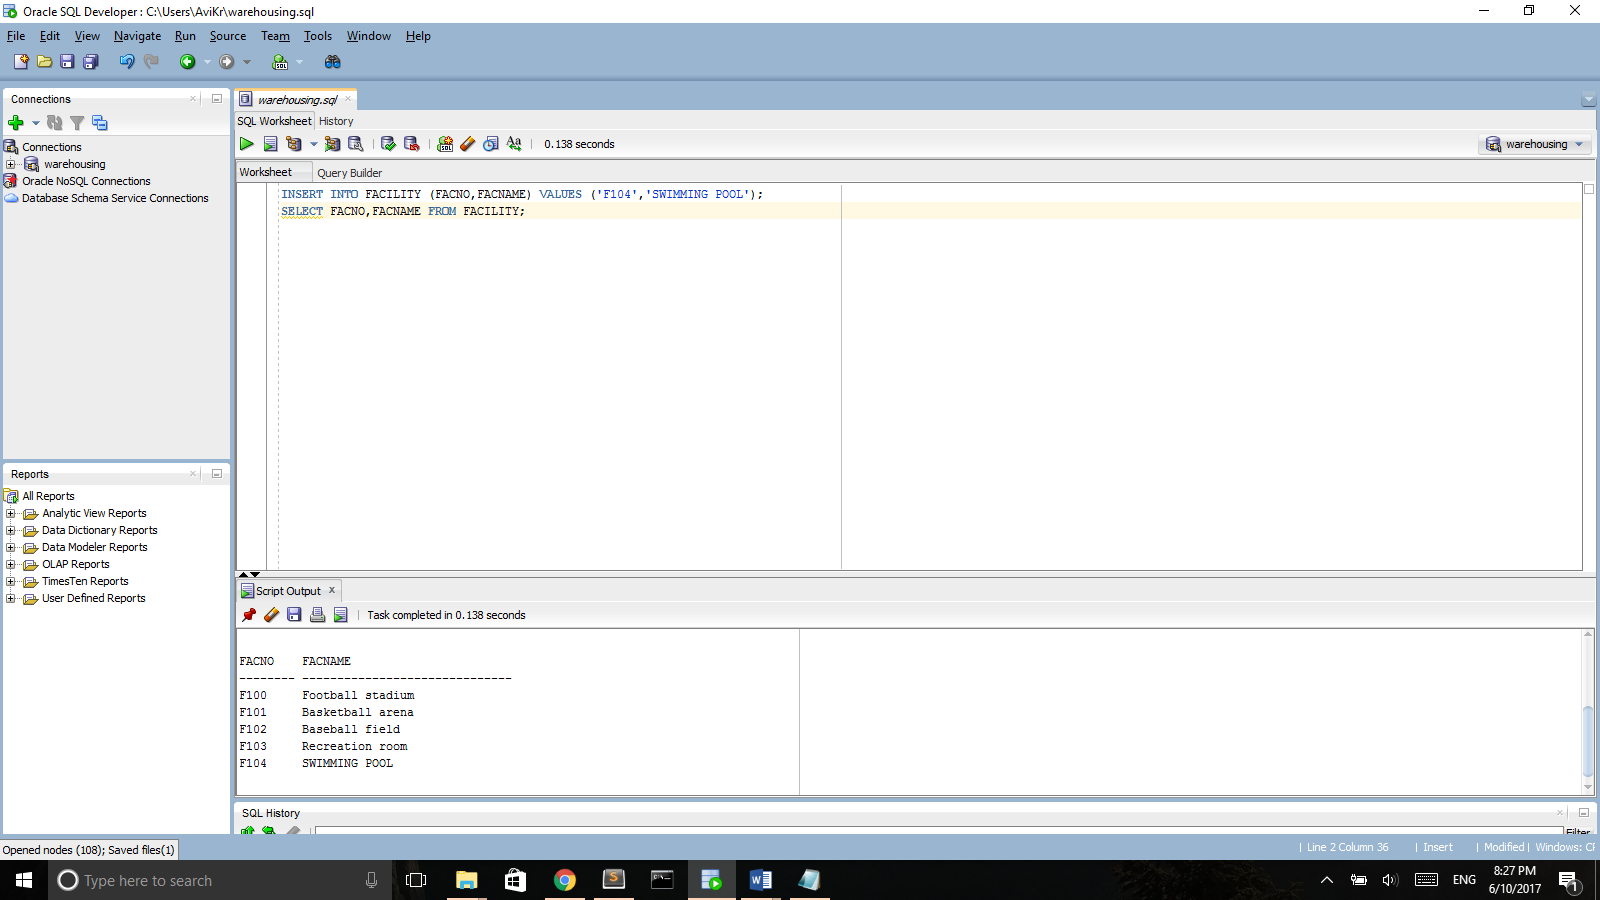 Oracle SQL Developer : C:\Users\AviKr\warehousing.sql
File Edit View Navigate Run Source Team Tools Window Help
Connections
Connections
warehousing
Oracle NoSQL Connections
Database Schema Service Connections
Reports
All Reports
Analytic View Reports
Data Dictionary Reports
Data Modeler Reports
OLAP Reports
TimesTen Reports
User Defined Reports
warehousing.sql
SQL Worksheet History
0.138 seconds
warehousing
Worksheet Query Builder
INSERT INTO FACILITY (FACNO,FACNAME) VALUES ('F104','SWIMMING POOL');
SELECT FACNO,FACNAME FROM FACILITY;
Script Output x
Task completed in 0.138 seconds
FACNO FACNAME
-------- ------------------------------
F100 Football stadium
F101 Basketball arena
F102 Baseball field
F103 Recreation room
F104 SWIMMING POOL
SQL History
Filter
Opened nodes (108); Saved files(1)
| Line 2 Column 36 | Insert | Modified | Windows: CF
Type here to search
ENG
8:27 PM
6/10/2017
1